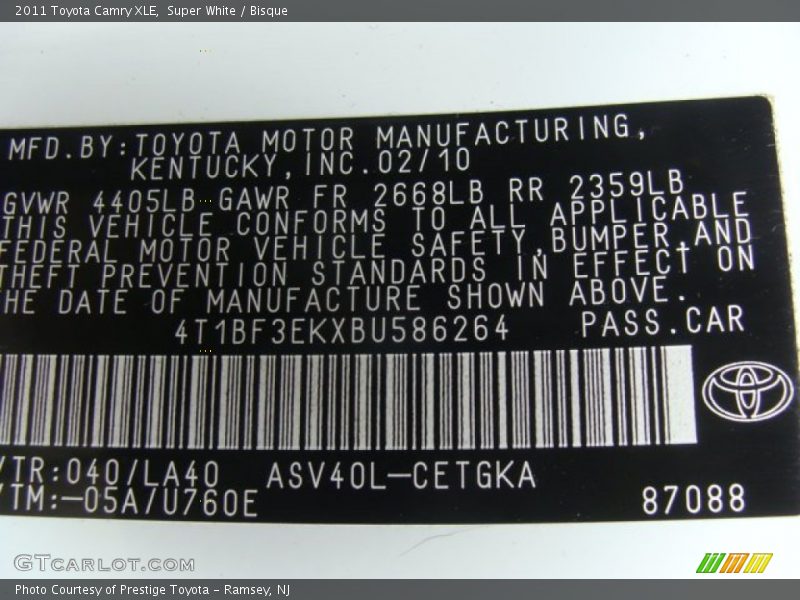 2011 Toyota Camry XLE,  Super White / Bisque
MFD.BY:TOYOTA MOTOR MANUFACTURING,
KENTUCKY,INC.02/10
GVWR 4405LB GAWR FR 2668LB RR 2359LB
THIS VEHICLE CONFORMS TO ALL APPLICABLE
FEDERAL MOTOR VEHICLE SAFETY,BUMPER,AND
THEFT PREVENTION STANDARDS IN EFFECT ON
HE DATE OF MANUFACTURE SHOWN ABOVE.
4T1BF3EKXBU586264 PASS.CAR
/TR:040/LA40 ASV40L-CETGKA
/TM:-05A/U760E 87088
GTCARLOT.COM
Photo Courtesy of Prestige Toyota - Ramsey, NJ